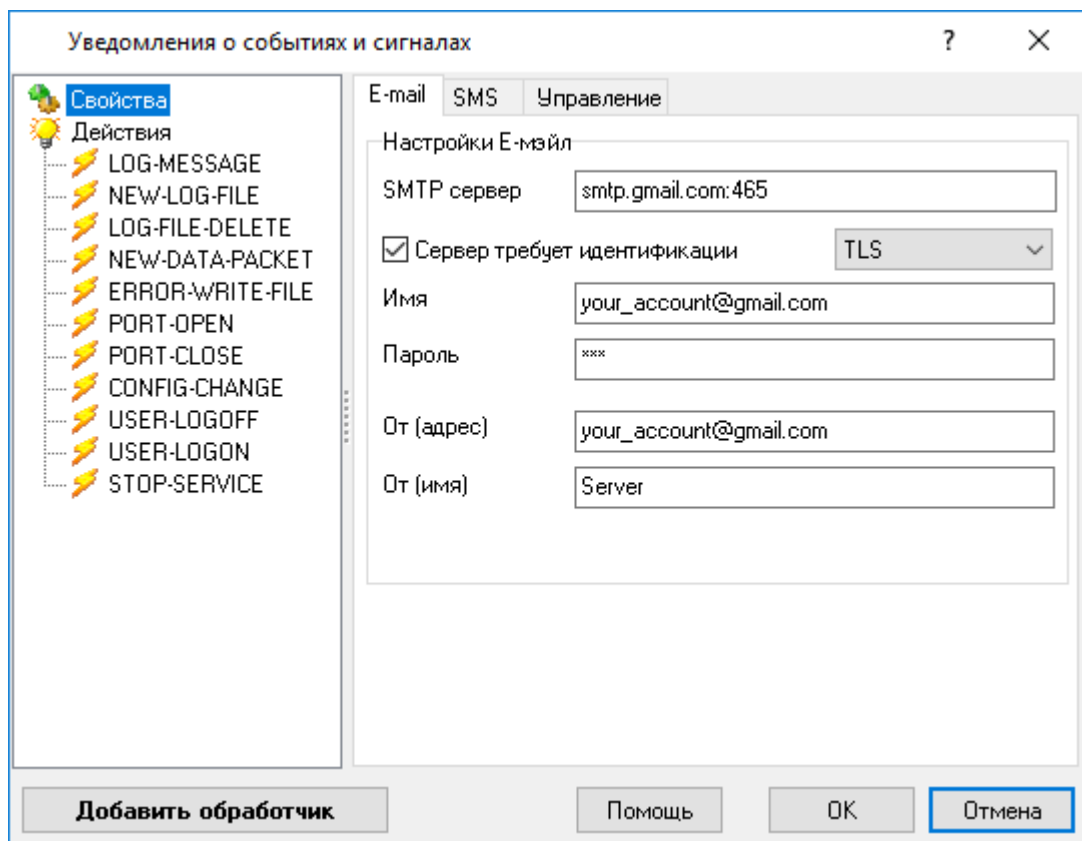 Уведомления о событиях и сигналах ?
Свойства
Действия
LOG-MESSAGE
NEW-LOG-FILE
LOG-FILE-DELETE
NEW-DATA-PACKET
ERROR-WRITE-FILE
PORT-OPEN
PORT-CLOSE
CONFIG-CHANGE
USER-LOGOFF
USER-LOGON
STOP-SERVICE
E-mail SMS Управление
Настройки Е-мэйл
SMTP сервер smtp.gmail.com:465
Сервер требует идентификации TLS
Имя your_account@gmail.com
Пароль ***
От (адрес) your_account@gmail.com
От (имя) Server
Добавить обработчик Помощь OK Отмена